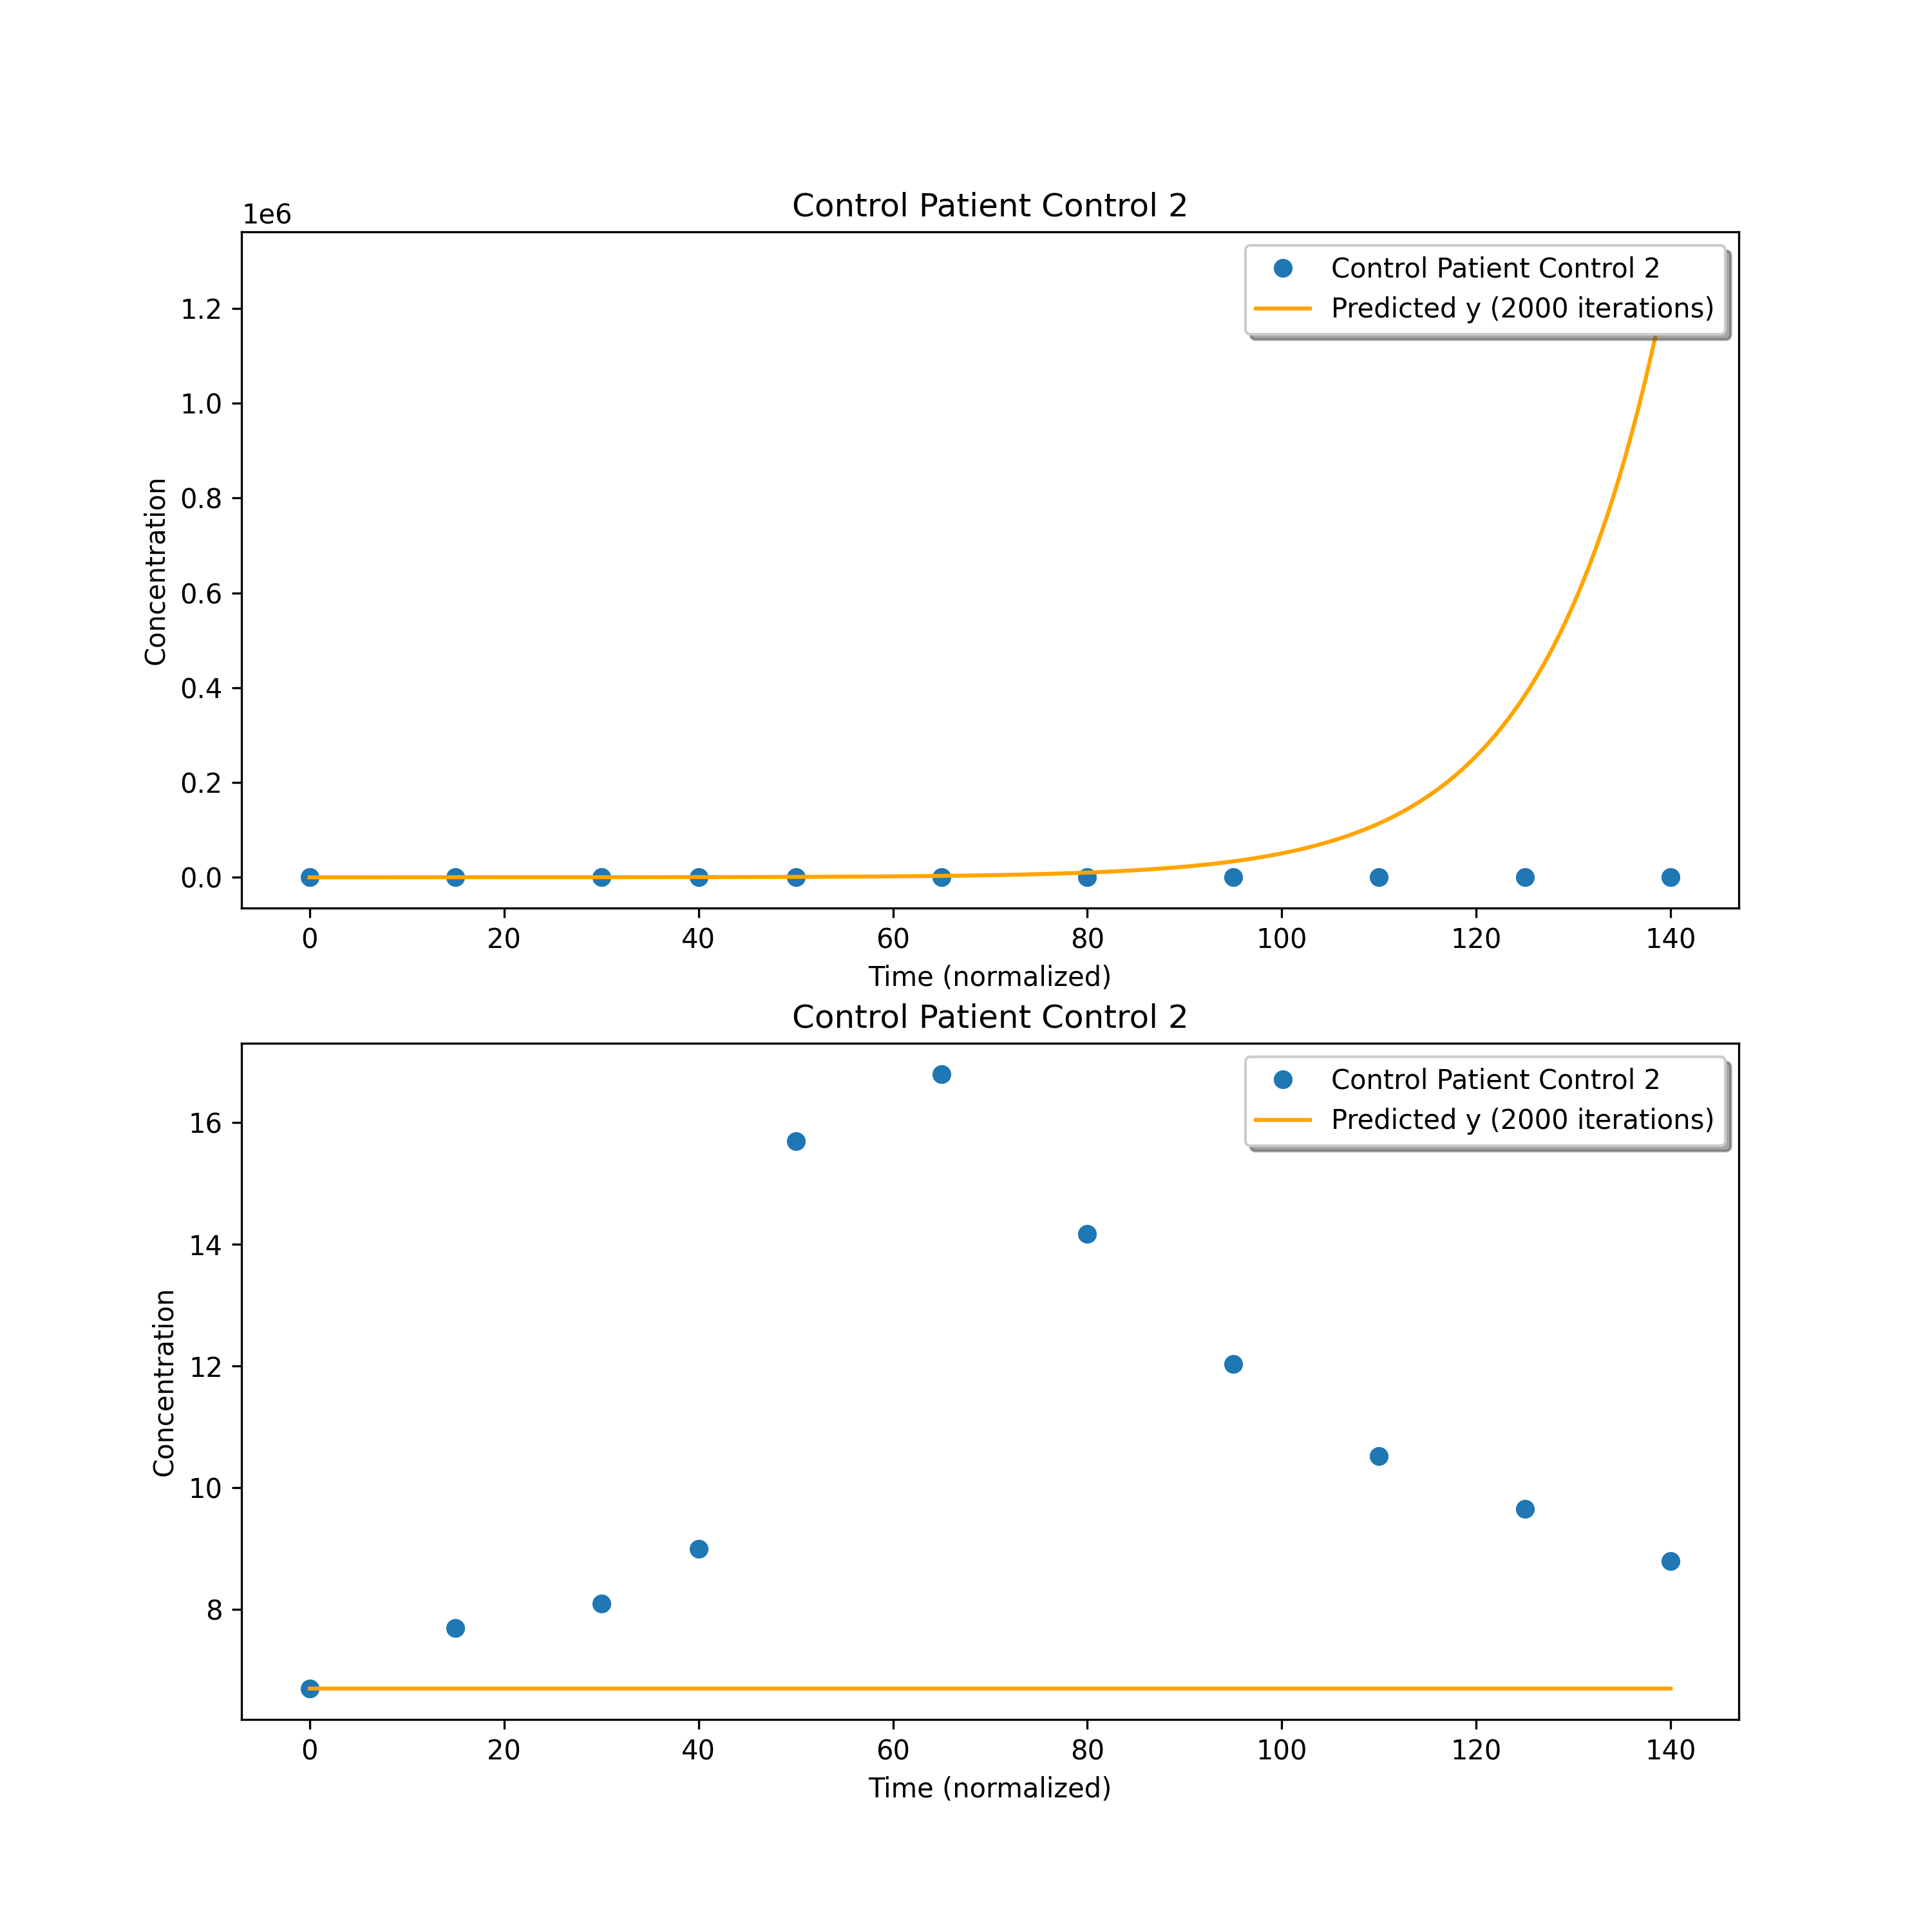 Control Patient Control 2
1e6
Control Patient Control 2
Predicted y (2000 iterations)
1.2
1.0
0.8
0.6
0.4
0.2
0.0
Concentration
0 20 40 60 80 100 120 140
Time (normalized)
Control Patient Control 2
Control Patient Control 2
Predicted y (2000 iterations)
16
14
12
10
8
Concentration
0 20 40 60 80 100 120 140
Time (normalized)